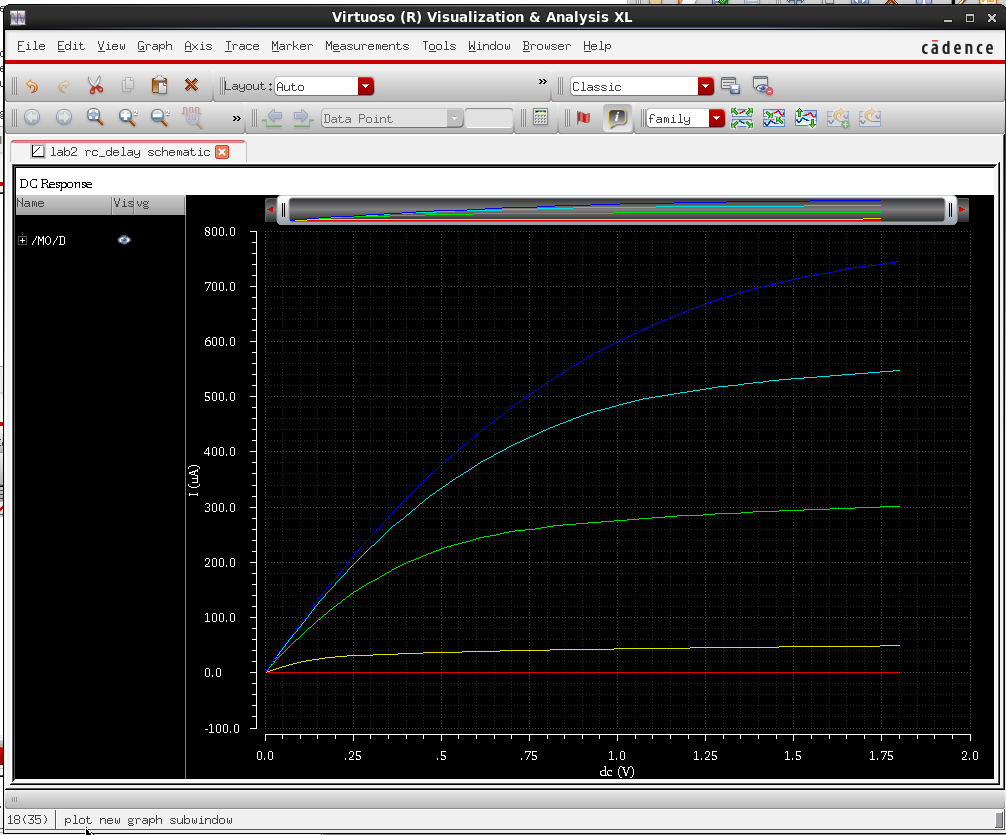 Virtuoso (R) Visualization & Analysis XL
File Edit View Graph Axis Trace Marker Measurements Tools Window Browser Help
cādence
Layout: Auto » Classic
» Data Point family
lab2 rc_delay schematic
DC Response
Name Vis vg
/M0/D
800.0
700.0
600.0
500.0
400.0
300.0
200.0
100.0
0.0
-100.0
I (uA)
0.0 .25 .5 .75 1.0 1.25 1.5 1.75 2.0
dc (V)
18(35) plot new graph subwindow